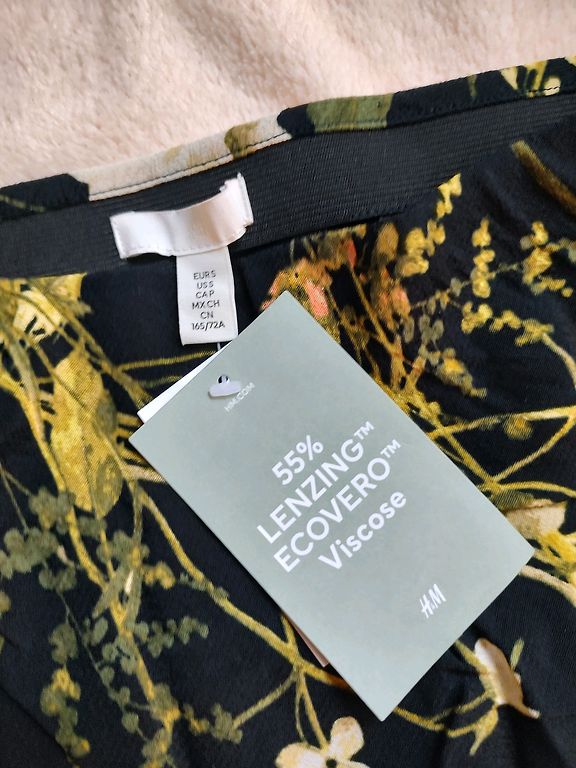 EUR S
US S
CA P
MX CH
CN
165/72A
HM.COM
55%
LENZING™
ECOVERO™
Viscose
H&M